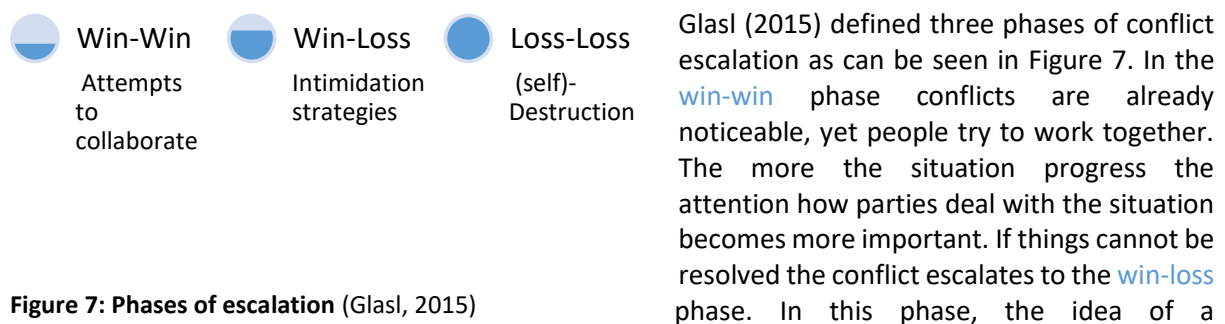 Win-Win
Attempts
to
collaborate
Win-Loss
Intimidation
strategies
Loss-Loss
(self)-
Destruction
Figure 7: Phases of escalation (Glasl, 2015)
Glasl (2015) defined three phases of conflict
escalation as can be seen in Figure 7. In the
win-win phase conflicts are already
noticeable, yet people try to work together.
The more the situation progress the
attention how parties deal with the situation
becomes more important. If things cannot be
resolved the conflict escalates to the win-loss
phase. In this phase, the idea of a